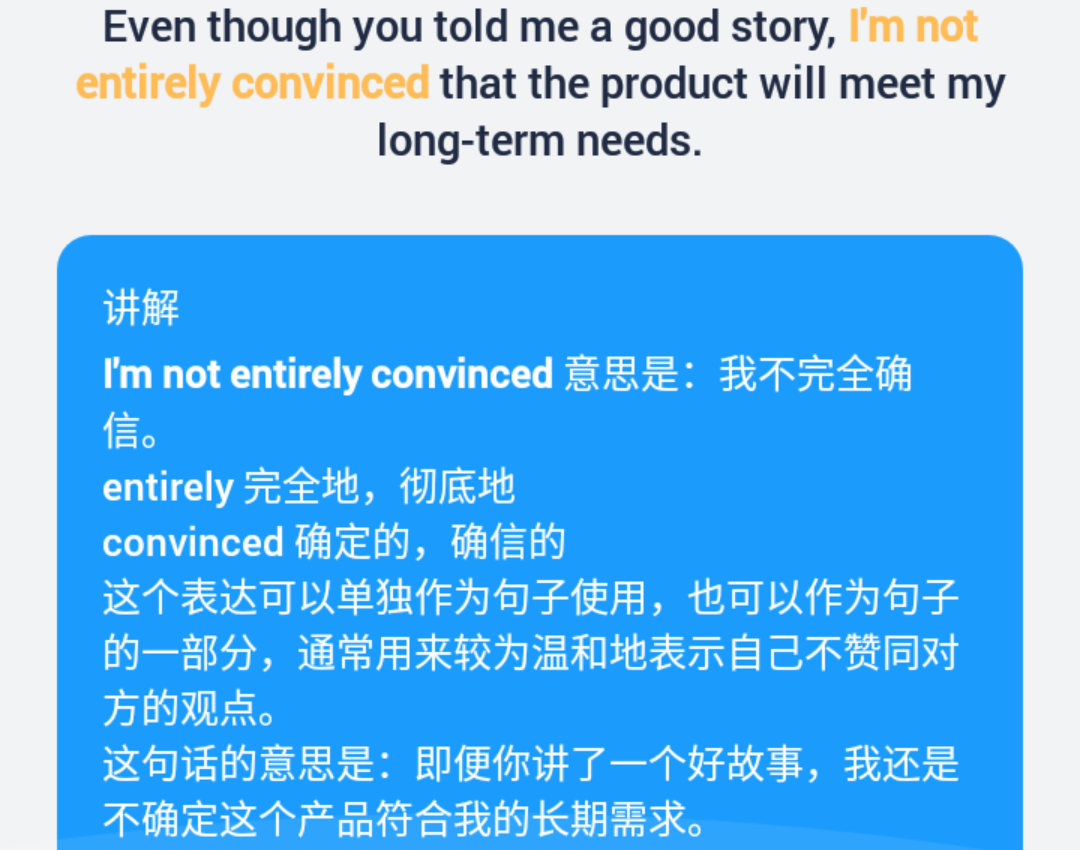 Even though you told me a good story, I'm not
entirely convinced that the product will meet my
long-term needs.
讲解
I'm not entirely convinced 意思是：我不完全确
信。
entirely 完全地，彻底地
convinced 确定的，确信的
这个表达可以单独作为句子使用，也可以作为句子
的一部分，通常用来较为温和地表示自己不赞同对
方的观点。
这句话的意思是：即便你讲了一个好故事，我还是
不确定这个产品符合我的长期需求。